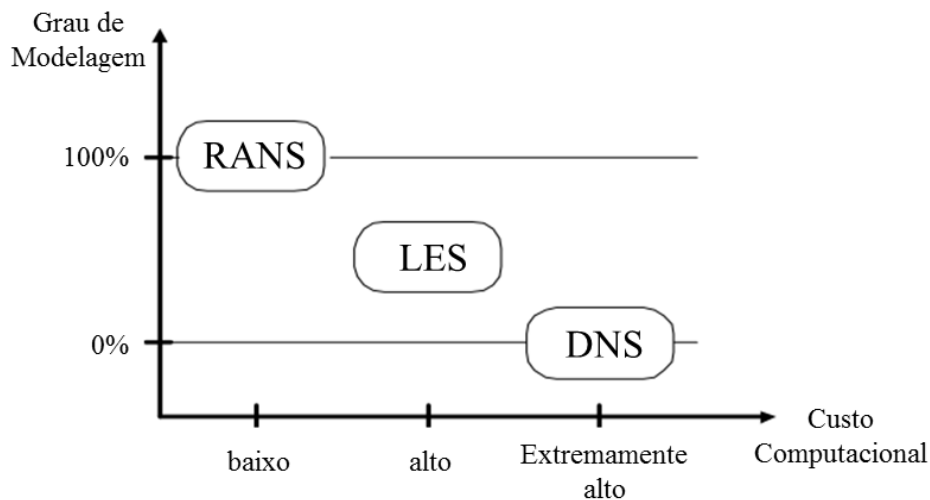 Grau de
Modelagem
100%
RANS
LES
0%
DNS
baixo
alto
Extremamente
alto
Custo
Computacional